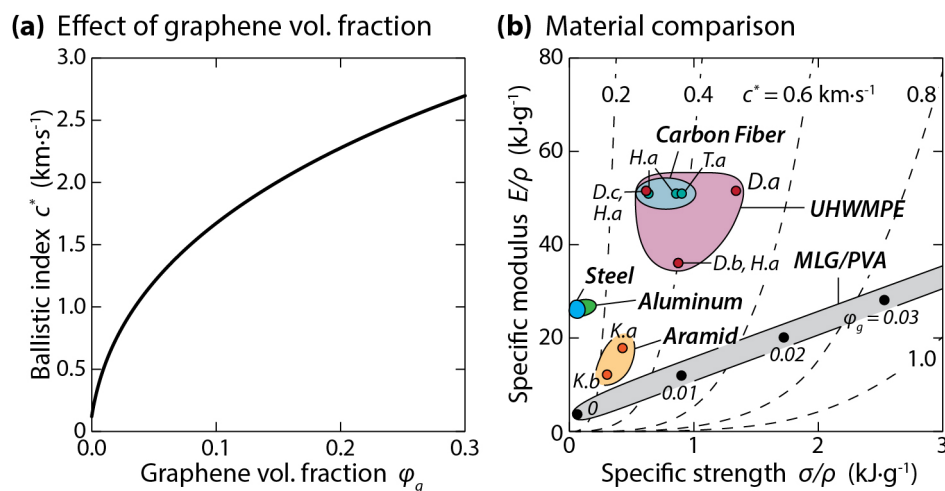 (a) Effect of graphene vol. fraction
Ballistic index c* (km·s⁻¹)
3.0
2.5
2.0
1.5
1.0
0.5
0
0.0
0.1
0.2
0.3
Graphene vol. fraction φg
(b) Material comparison
Specific modulus E/ρ (kJ·g⁻¹)
80
60
40
20
0
0.2
0.4
c* = 0.6 km·s⁻¹
0.8
Carbon Fiber
H.a
T.a
D.c,
H.a
D.a
UHWMPE
D.b, H.a
MLG/PVA
Steel
Aluminum
φg = 0.03
K.a
Aramid
0.02
1.0
K.b
0.01
0
0
1
2
3
Specific strength σ/ρ (kJ·g⁻¹)